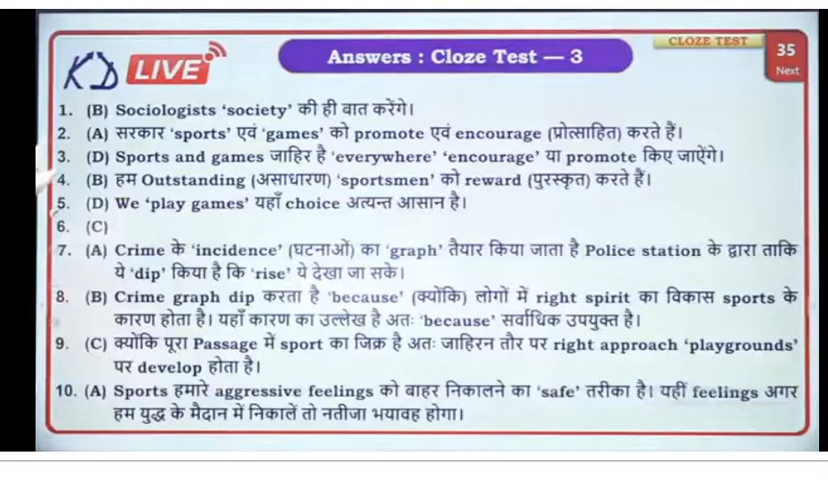 CLOZE TEST
KD LIVE
Answers : Cloze Test — 3
35
Next
1. (B) Sociologists ‘society’ की ही बात करेंगे।
2. (A) सरकार ‘sports’ एवं ‘games’ को promote एवं encourage (प्रोत्साहित) करते हैं।
3. (D) Sports and games जाहिर है ‘everywhere’ ‘encourage’ या promote किए जाऐंगे।
4. (B) हम Outstanding (असाधारण) ‘sportsmen’ को reward (पुरस्कृत) करते हैं।
5. (D) We ‘play games’ यहाँ choice अत्यन्त आसान है।
6. (C)
7. (A) Crime के ‘incidence’ (घटनाओं) का ‘graph’ तैयार किया जाता है Police station के द्वारा ताकि
ये ‘dip’ किया है कि ‘rise’ ये देखा जा सके।
8. (B) Crime graph dip करता है ‘because’ (क्योंकि) लोगों में right spirit का विकास sports के
कारण होता है। यहाँ कारण का उल्लेख है अतः ‘because’ सर्वाधिक उपयुक्त है।
9. (C) क्योंकि पूरा Passage में sport का जिक्र है अतः जाहिरन तौर पर right approach ‘playgrounds’
पर develop होता है।
10. (A) Sports हमारे aggressive feelings को बाहर निकालने का ‘safe’ तरीका है। यहीं feelings अगर
हम युद्ध के मैदान में निकालें तो नतीजा भयावह होगा।